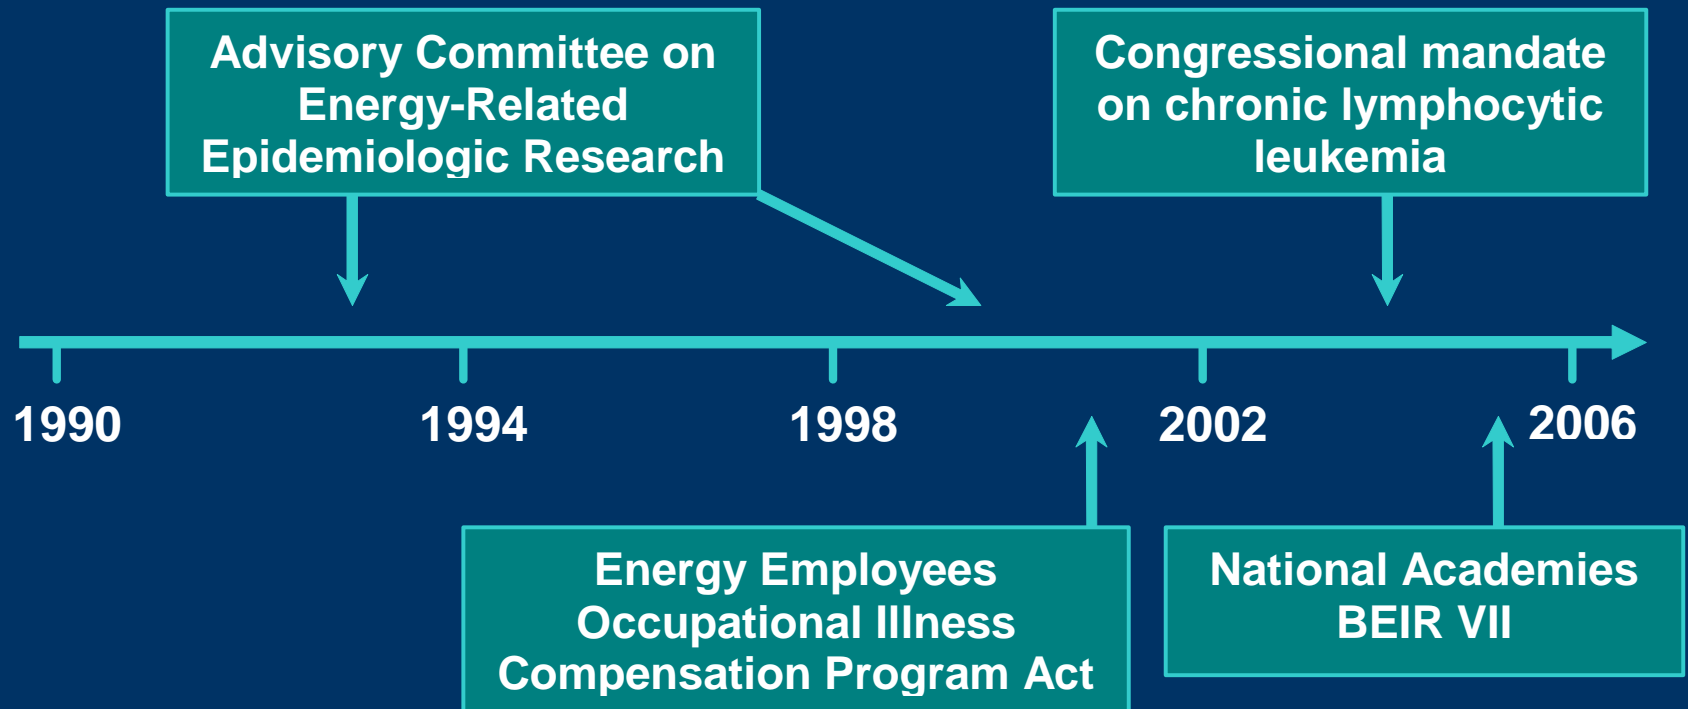 Advisory Committee on
Energy-Related
Epidemiologic Research
Congressional mandate
on chronic lymphocytic
leukemia
1990
1994
1998
2002
2006
Energy Employees
Occupational Illness
Compensation Program Act
National Academies
BEIR VII